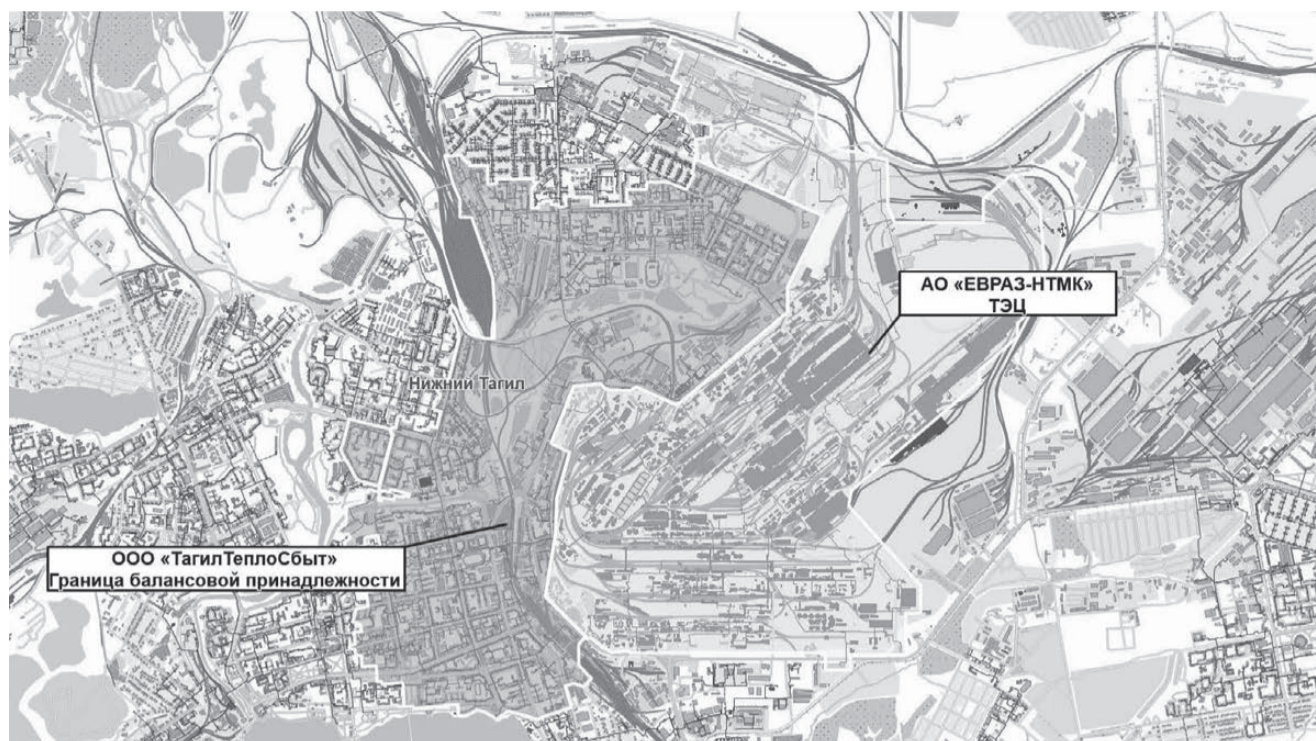 АО «ЕВРАЗ-НТМК»
ТЭЦ
Нижний Тагил
ООО «ТагилТеплоСбыт»
Граница балансовой принадлежности